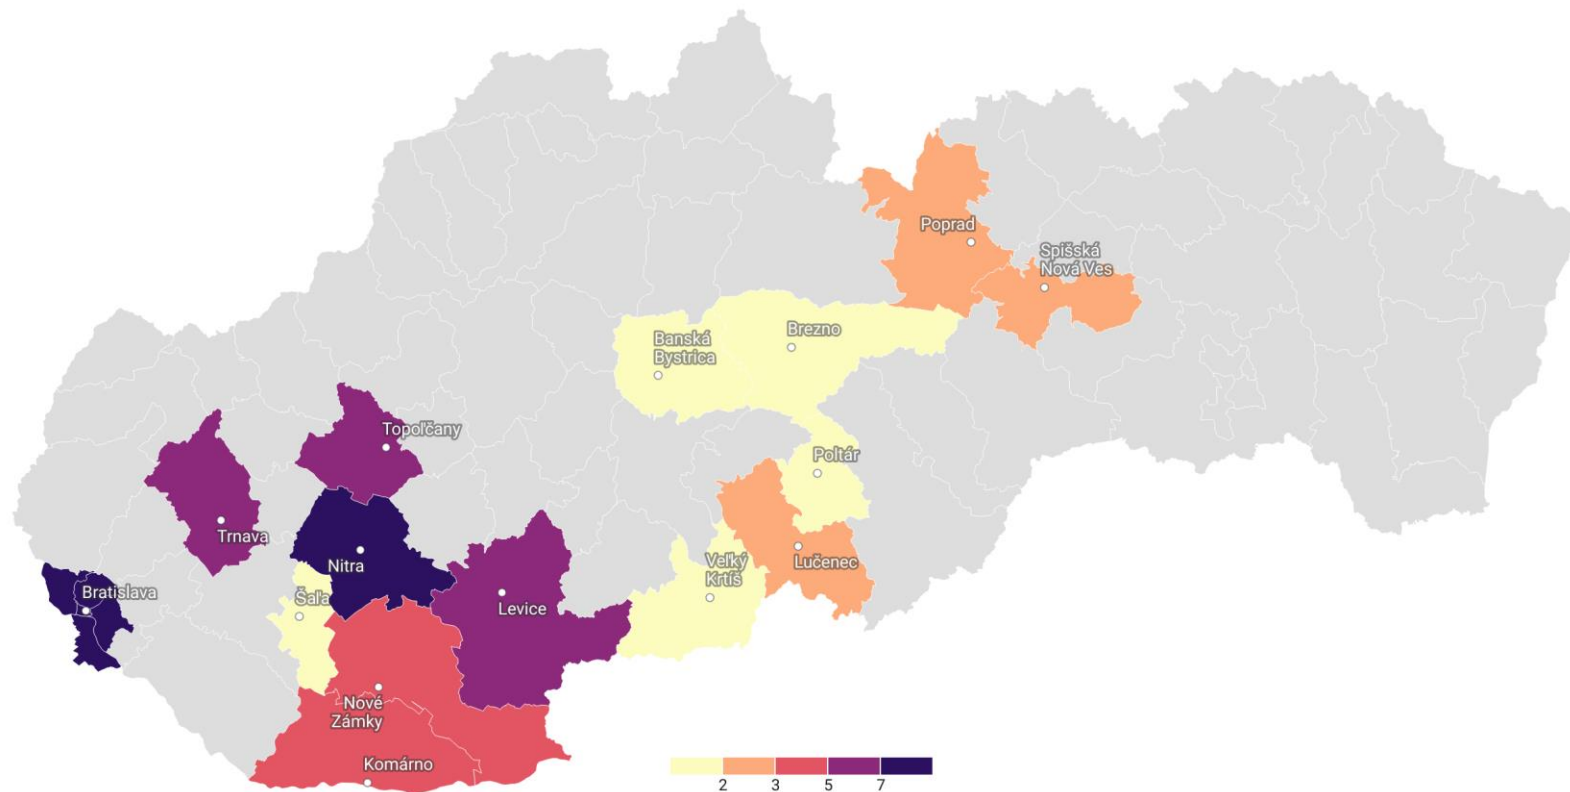 Poprad
Spišská
Nová Ves
Brezno
Banská
Bystrica
Topoľčany
Poltár
Trnava
Nitra
Lučenec
Veľký
Krtíš
Bratislava
Šaľa
Levice
Nové
Zámky
Komárno
2 3 5 7